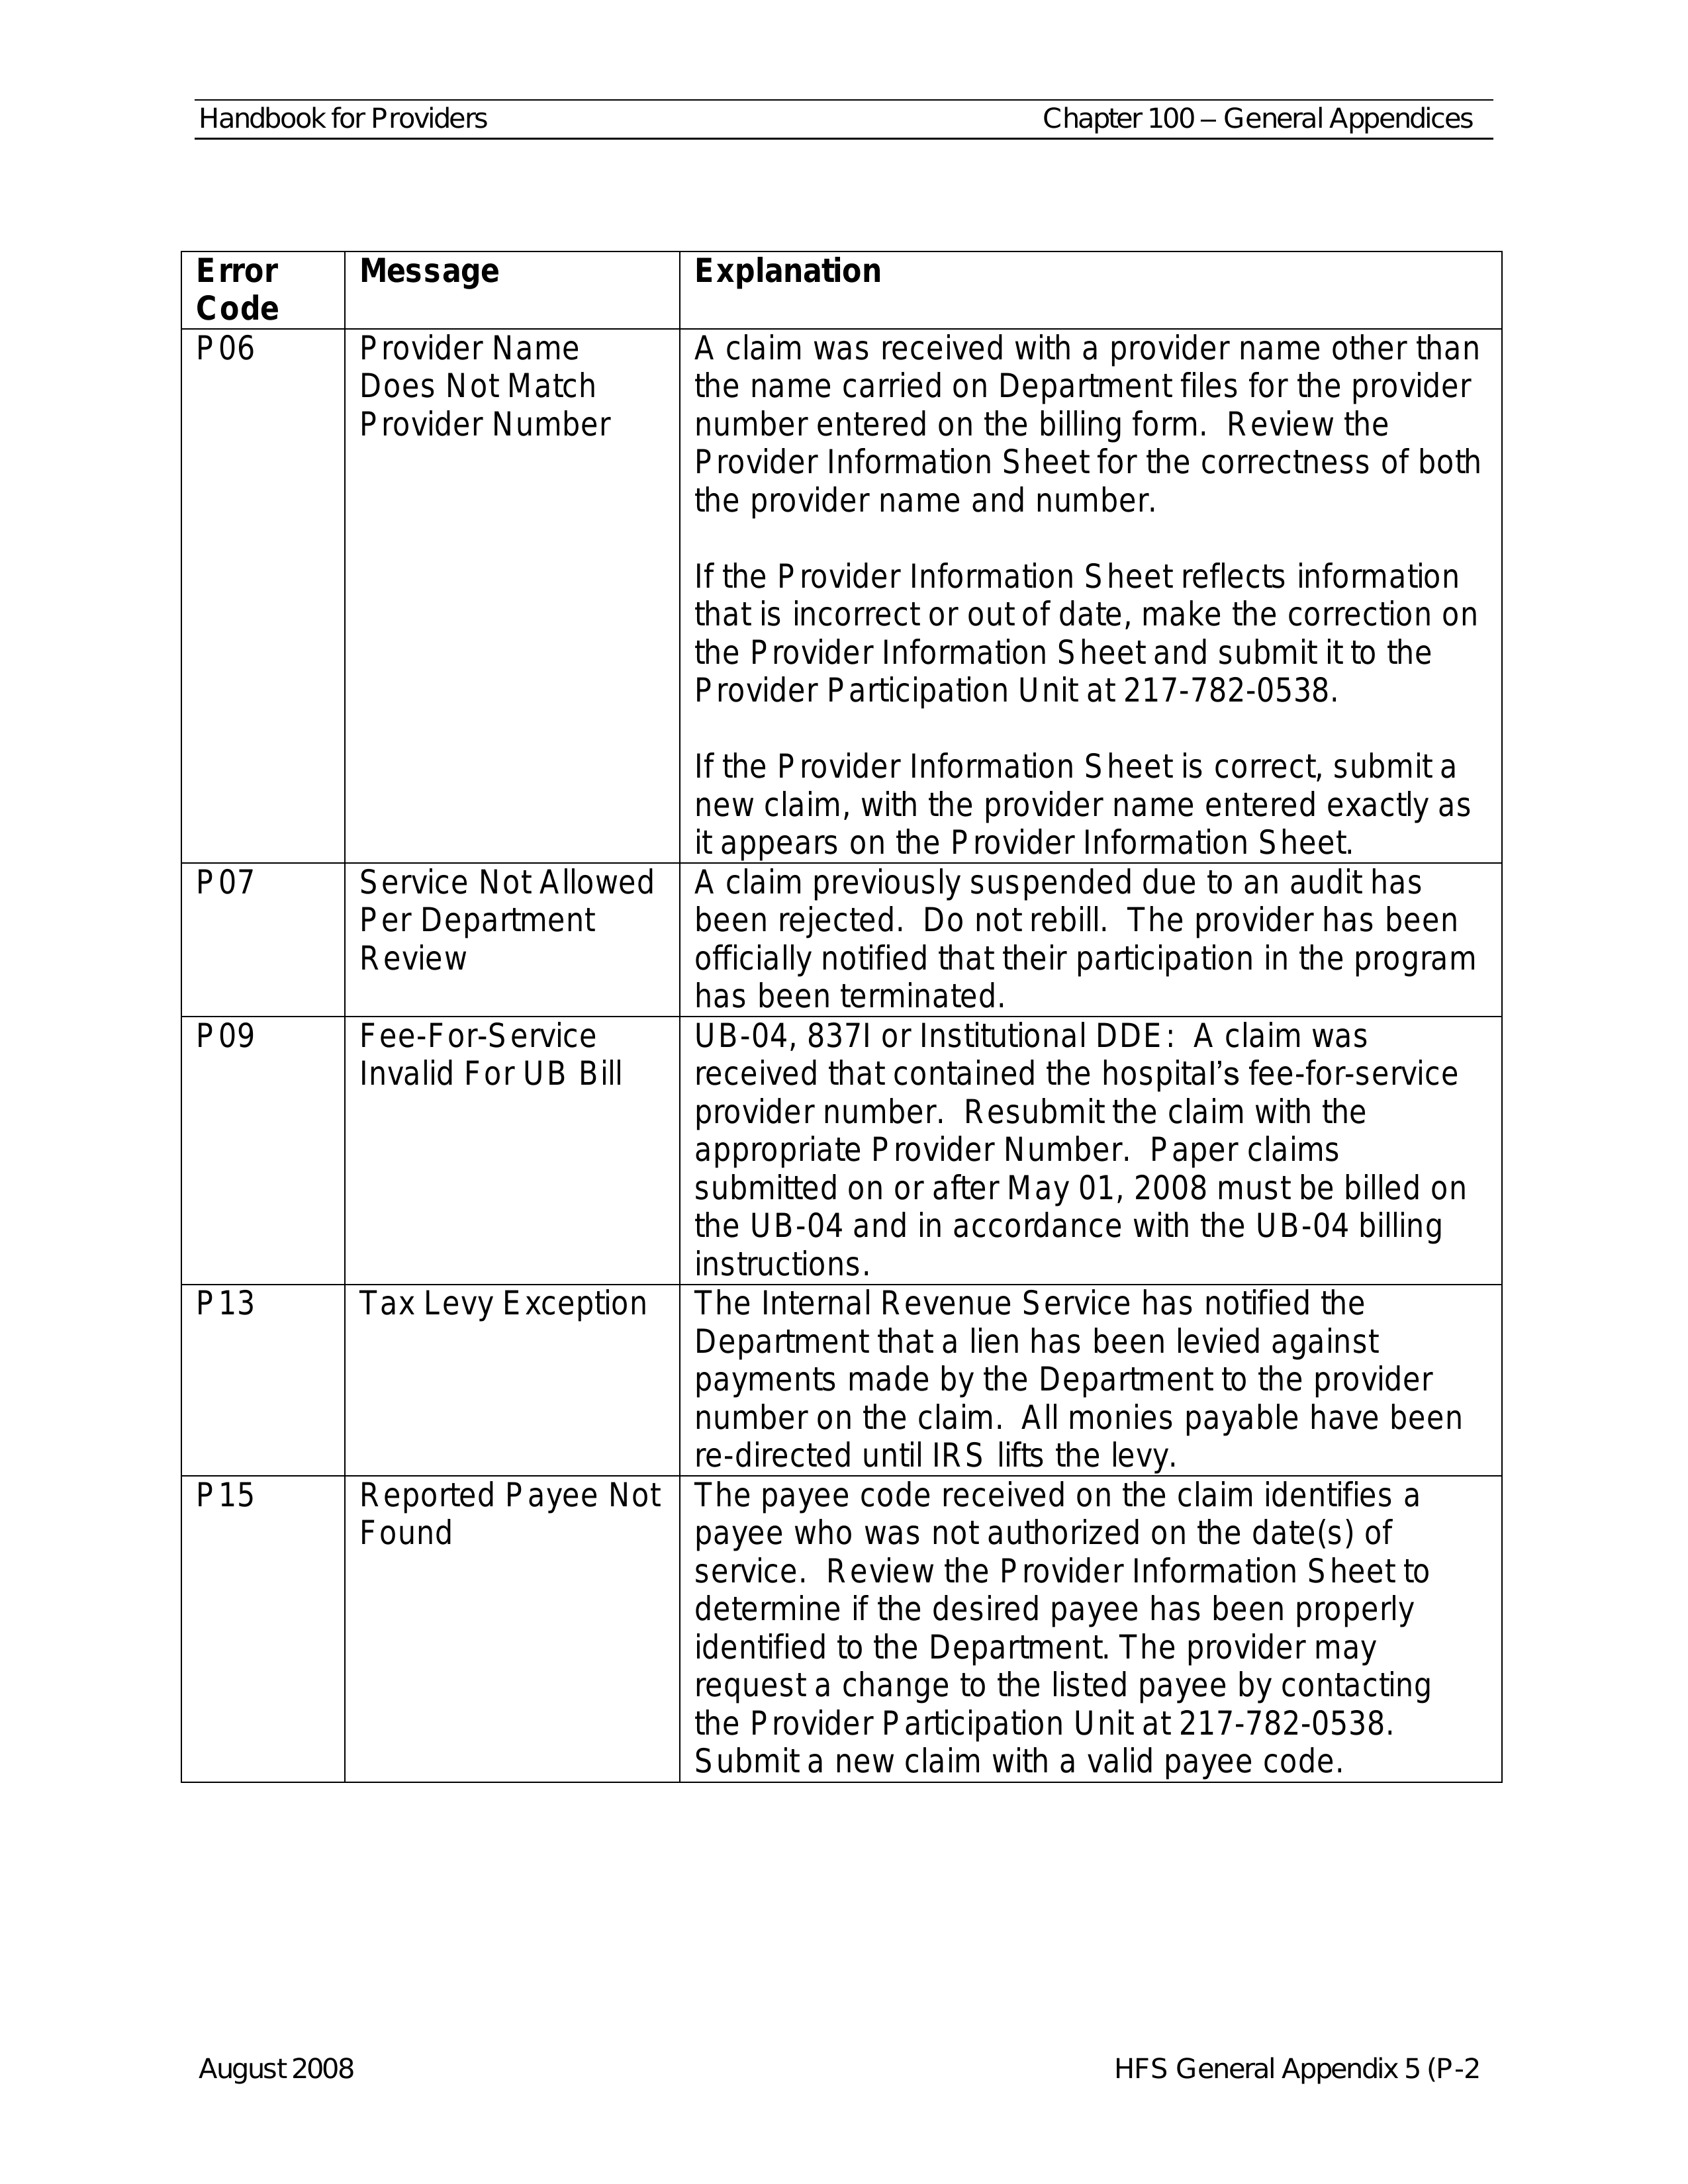 Handbook for Providers Chapter 100 – General Appendices
Error Code Message Explanation
P06 Provider Name Does Not Match Provider Number
A claim was received with a provider name other than
the name carried on Department files for the provider
number entered on the billing form.  Review the
Provider Information Sheet for the correctness of both
the provider name and number.
If the Provider Information Sheet reflects information
that is incorrect or out of date, make the correction on
the Provider Information Sheet and submit it to the
Provider Participation Unit at 217-782-0538.
If the Provider Information Sheet is correct, submit a
new claim, with the provider name entered exactly as
it appears on the Provider Information Sheet.
P07 Service Not Allowed Per Department Review
A claim previously suspended due to an audit has
been rejected.  Do not rebill.  The provider has been
officially notified that their participation in the program
has been terminated.
P09 Fee-For-Service Invalid For UB Bill
UB-04, 837I or Institutional DDE:  A claim was
received that contained the hospital’s fee-for-service
provider number.  Resubmit the claim with the
appropriate Provider Number.  Paper claims
submitted on or after May 01, 2008 must be billed on
the UB-04 and in accordance with the UB-04 billing
instructions.
P13 Tax Levy Exception
The Internal Revenue Service has notified the
Department that a lien has been levied against
payments made by the Department to the provider
number on the claim.  All monies payable have been
re-directed until IRS lifts the levy.
P15 Reported Payee Not Found
The payee code received on the claim identifies a
payee who was not authorized on the date(s) of
service.  Review the Provider Information Sheet to
determine if the desired payee has been properly
identified to the Department. The provider may
request a change to the listed payee by contacting
the Provider Participation Unit at 217-782-0538.
Submit a new claim with a valid payee code.
August 2008 HFS General Appendix 5 (P-2